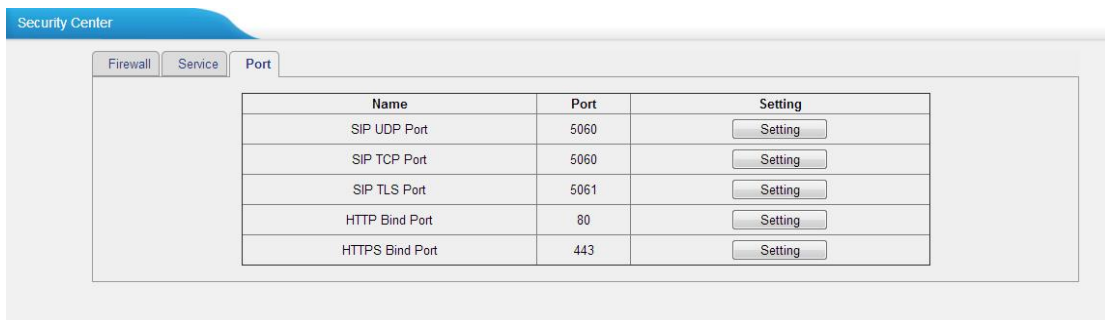 Security Center
Firewall Service Port
Name Port Setting
SIP UDP Port 5060 Setting
SIP TCP Port 5060 Setting
SIP TLS Port 5061 Setting
HTTP Bind Port 80 Setting
HTTPS Bind Port 443 Setting